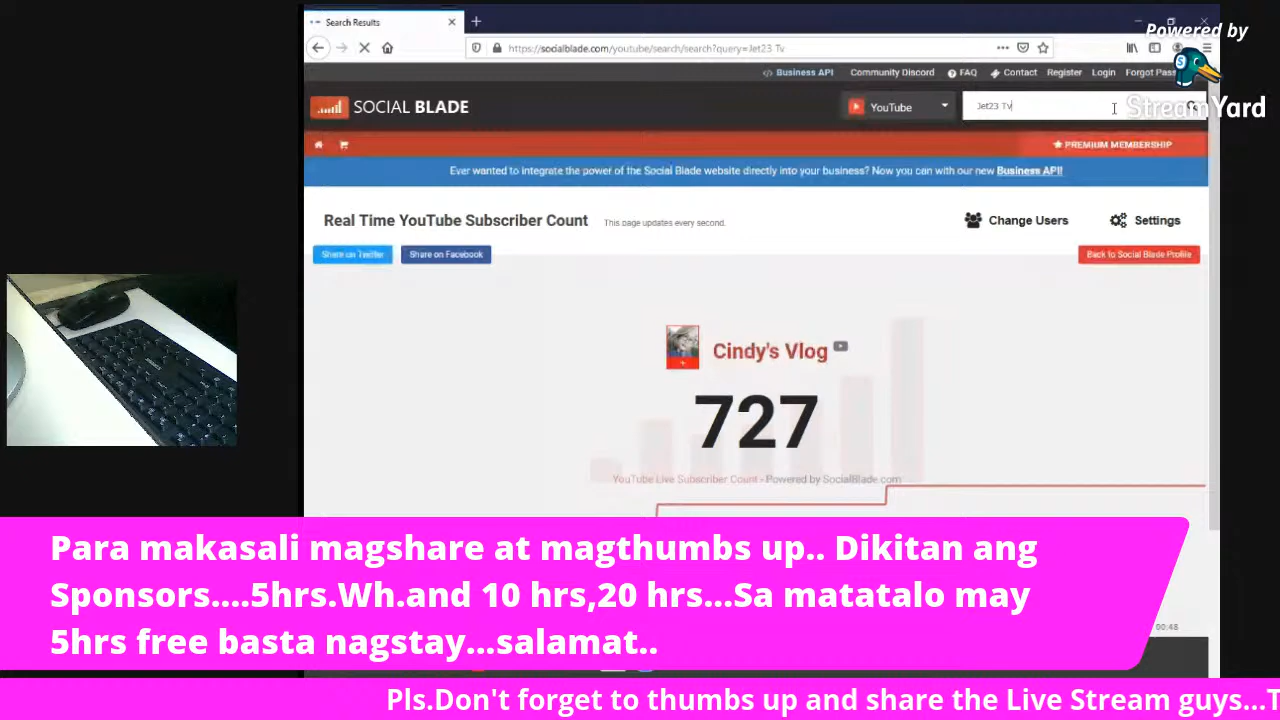 Search Results
Powered by
https://socialblade.com/youtube/search/search?query=Jet23 Tv
Business API Community Discord FAQ Contact Register Login Forgot Pass
SOCIAL BLADE
YouTube
Jet23 Tv
StreamYard
PREMIUM MEMBERSHIP
Ever wanted to integrate the power of the Social Blade website directly into your business? Now you can with our new Business API!
Real Time YouTube Subscriber Count This page updates every second.
Change Users
Settings
Share on Twitter
Share on Facebook
Back to Social Blade Profile
Cindy's Vlog
727
YouTube Live Subscriber Count - Powered by SocialBlade.com
00:48
Para makasali magshare at magthumbs up.. Dikitan ang
Sponsors....5hrs.Wh.and 10 hrs,20 hrs...Sa matatalo may
5hrs free basta nagstay...salamat..
Pls.Don't forget to thumbs up and share the Live Stream guys...T